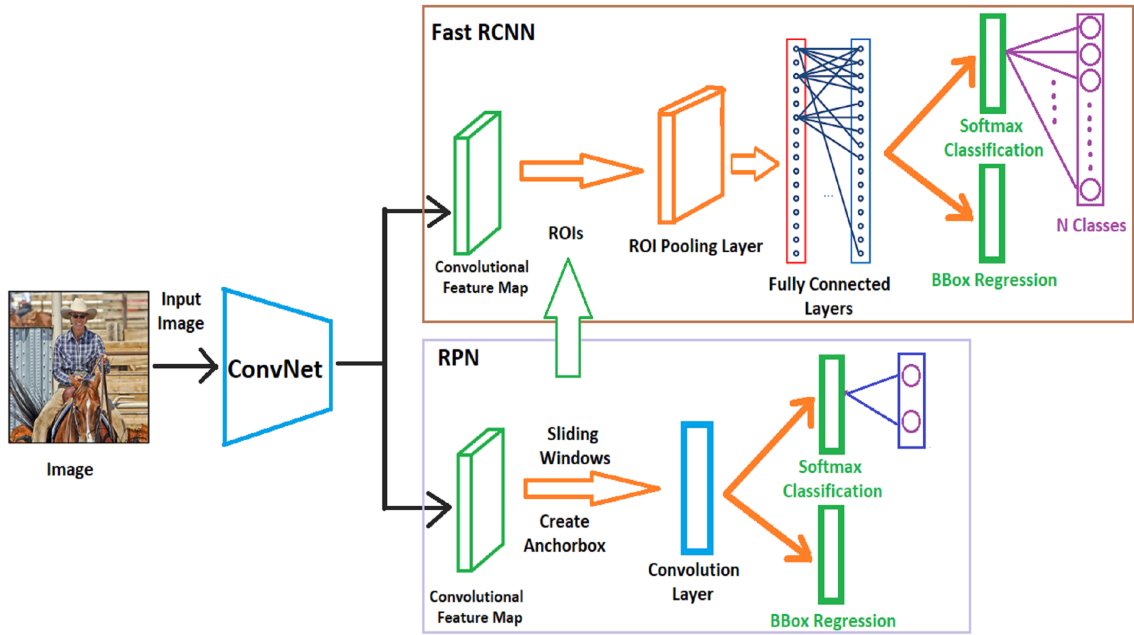 Fast RCNN
Softmax
Classification
N Classes
BBox Regression
ROIs
ROI Pooling Layer
Convolutional
Feature Map
Fully Connected
Layers
...
Input
Image
ConvNet
Image
RPN
Sliding
Windows
Create
Anchorbox
Convolution
Layer
Convolutional
Feature Map
Softmax
Classification
BBox Regression